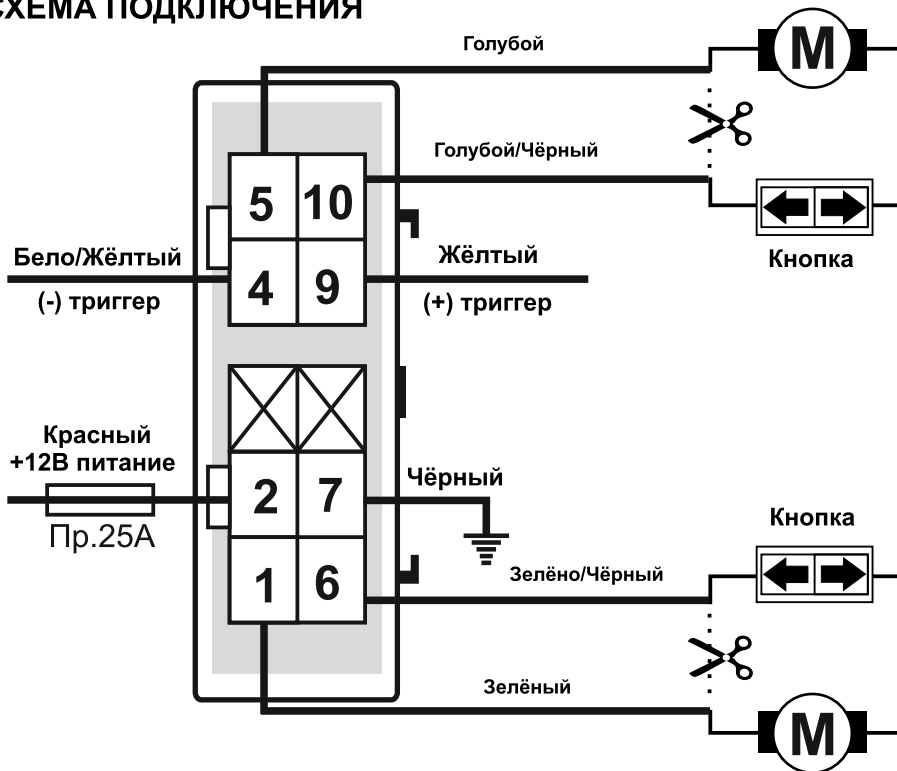 СХЕМА ПОДКЛЮЧЕНИЯ
Голубой
M
Голубой/Чёрный
5 10
Кнопка
Бело/Жёлтый
Жёлтый
4 9
(-) триггер
(+) триггер
Красный
+12В питание
Чёрный
2 7
Пр.25А
Кнопка
Зелёно/Чёрный
1 6
Зелёный
M